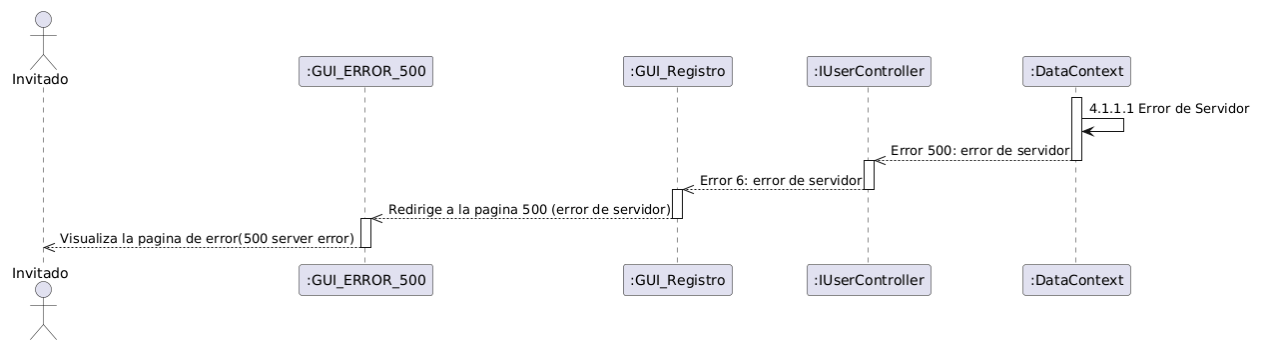 Invitado
:GUI_ERROR_500
:GUI_Registro
:IUserController
:DataContext
4.1.1.1 Error de Servidor
Error 500: error de servidor
Error 6: error de servidor
Redirige a la pagina 500 (error de servidor)
Visualiza la pagina de error(500 server error)
Invitado
:GUI_ERROR_500
:GUI_Registro
:IUserController
:DataContext